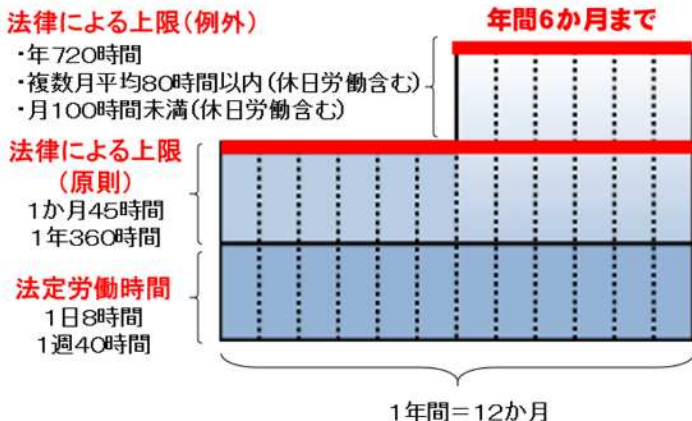 法律による上限(例外)
・年720時間
・複数月平均80時間以内(休日労働含む)
・月100時間未満(休日労働含む)
年間6か月まで
法律による上限
(原則)
1か月45時間
1年360時間
法定労働時間
1日8時間
1週40時間
1年間=12か月